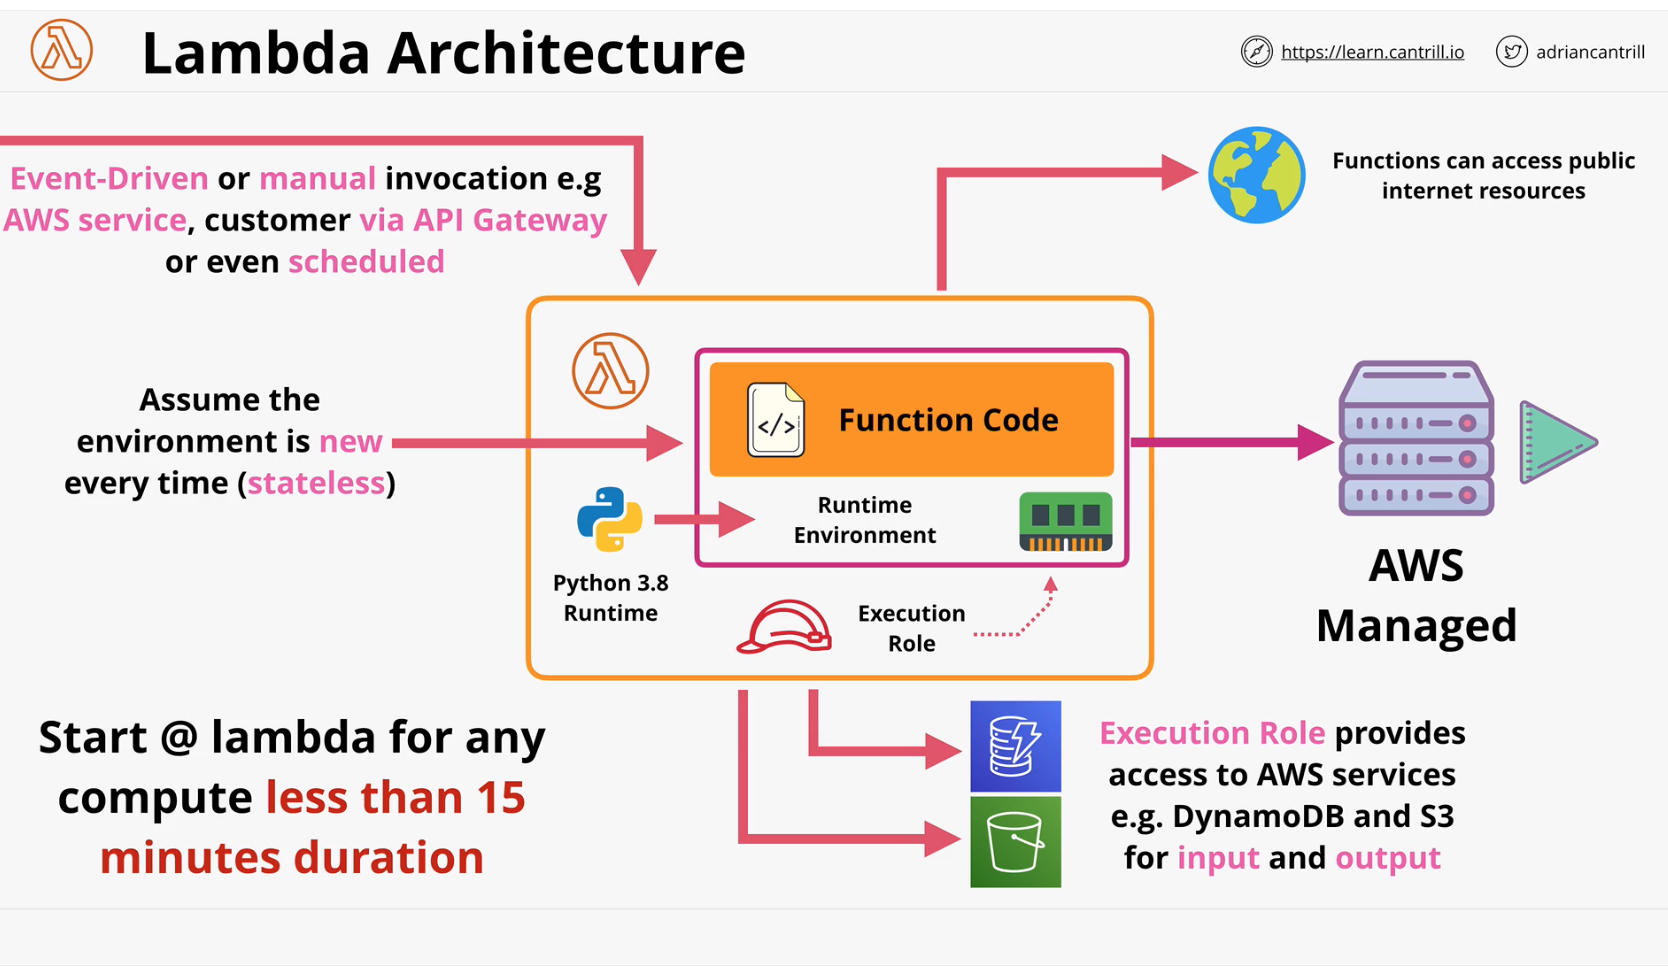 Lambda Architecture
https://learn.cantrill.io
adriancantrill
Event-Driven or manual invocation e.g
AWS service, customer via API Gateway
or even scheduled
Functions can access public
internet resources
Assume the
environment is new
every time (stateless)
</>
Function Code
Runtime
Environment
Python 3.8
Runtime
Execution
Role
AWS
Managed
Start @ lambda for any
compute less than 15
minutes duration
Execution Role provides
access to AWS services
e.g. DynamoDB and S3
for input and output